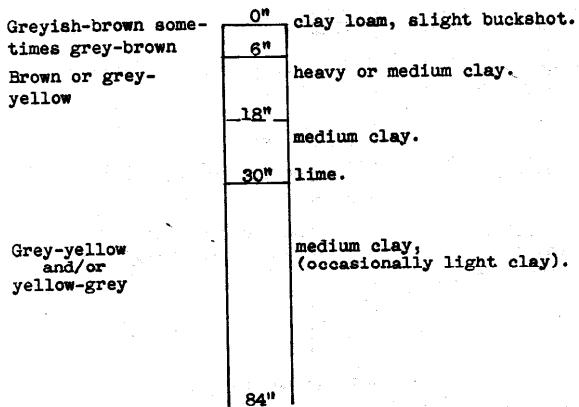 0"
Greyish-brown some- clay loam, slight buckshot.
times grey-brown 6"
Brown or grey- heavy or medium clay.
yellow
18"
medium clay.
30" lime.
Grey-yellow medium clay,
and/or (occasionally light clay).
yellow-grey
84"